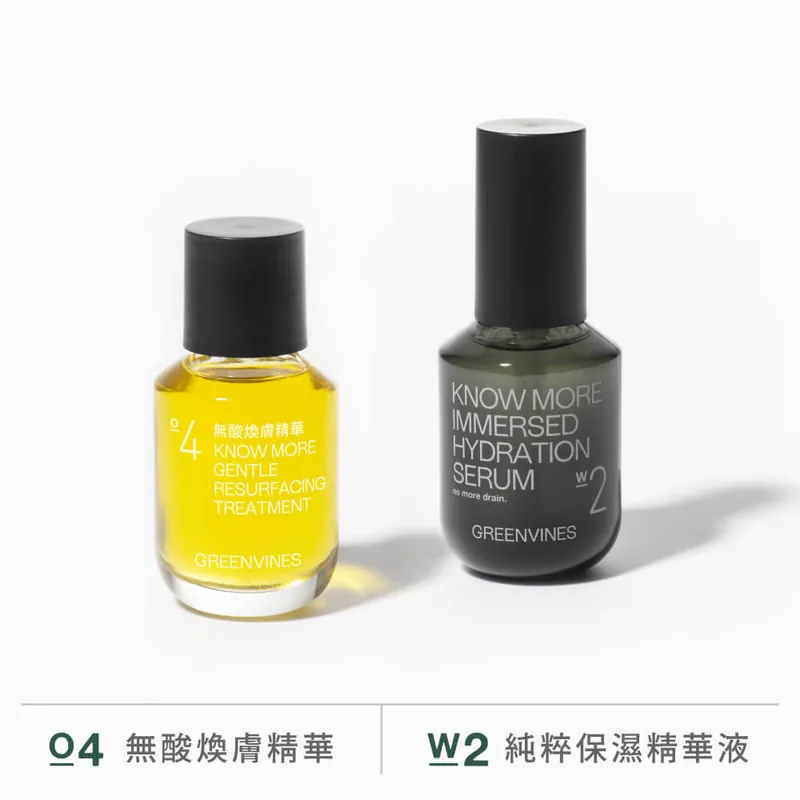 o4
無酸煥膚精華
KNOW MORE
GENTLE
RESURFACING
TREATMENT
GREENVINES
KNOW MORE
IMMERSED
HYDRATION
SERUM
no more drain.
w2
GREENVINES
O4 無酸煥膚精華
W2 純粹保濕精華液